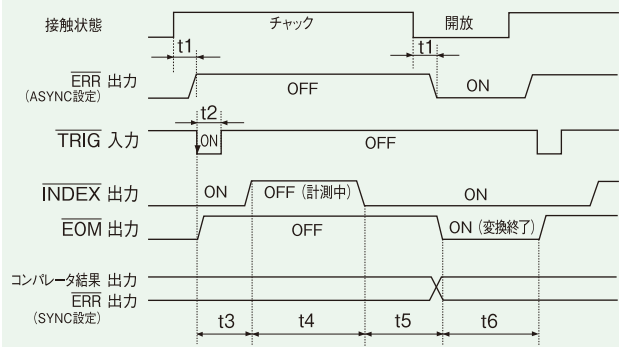 接触状態 チャック 開放
t1 t1
ERR 出力 OFF ON
(ASYNC設定)
t2
TRIG 入力 ON OFF
INDEX 出力 ON OFF (計測中) ON
EOM 出力 OFF ON (変換終了)
コンパレータ結果 出力
ERR 出力
(SYNC設定)
t3 t4 t5 t6